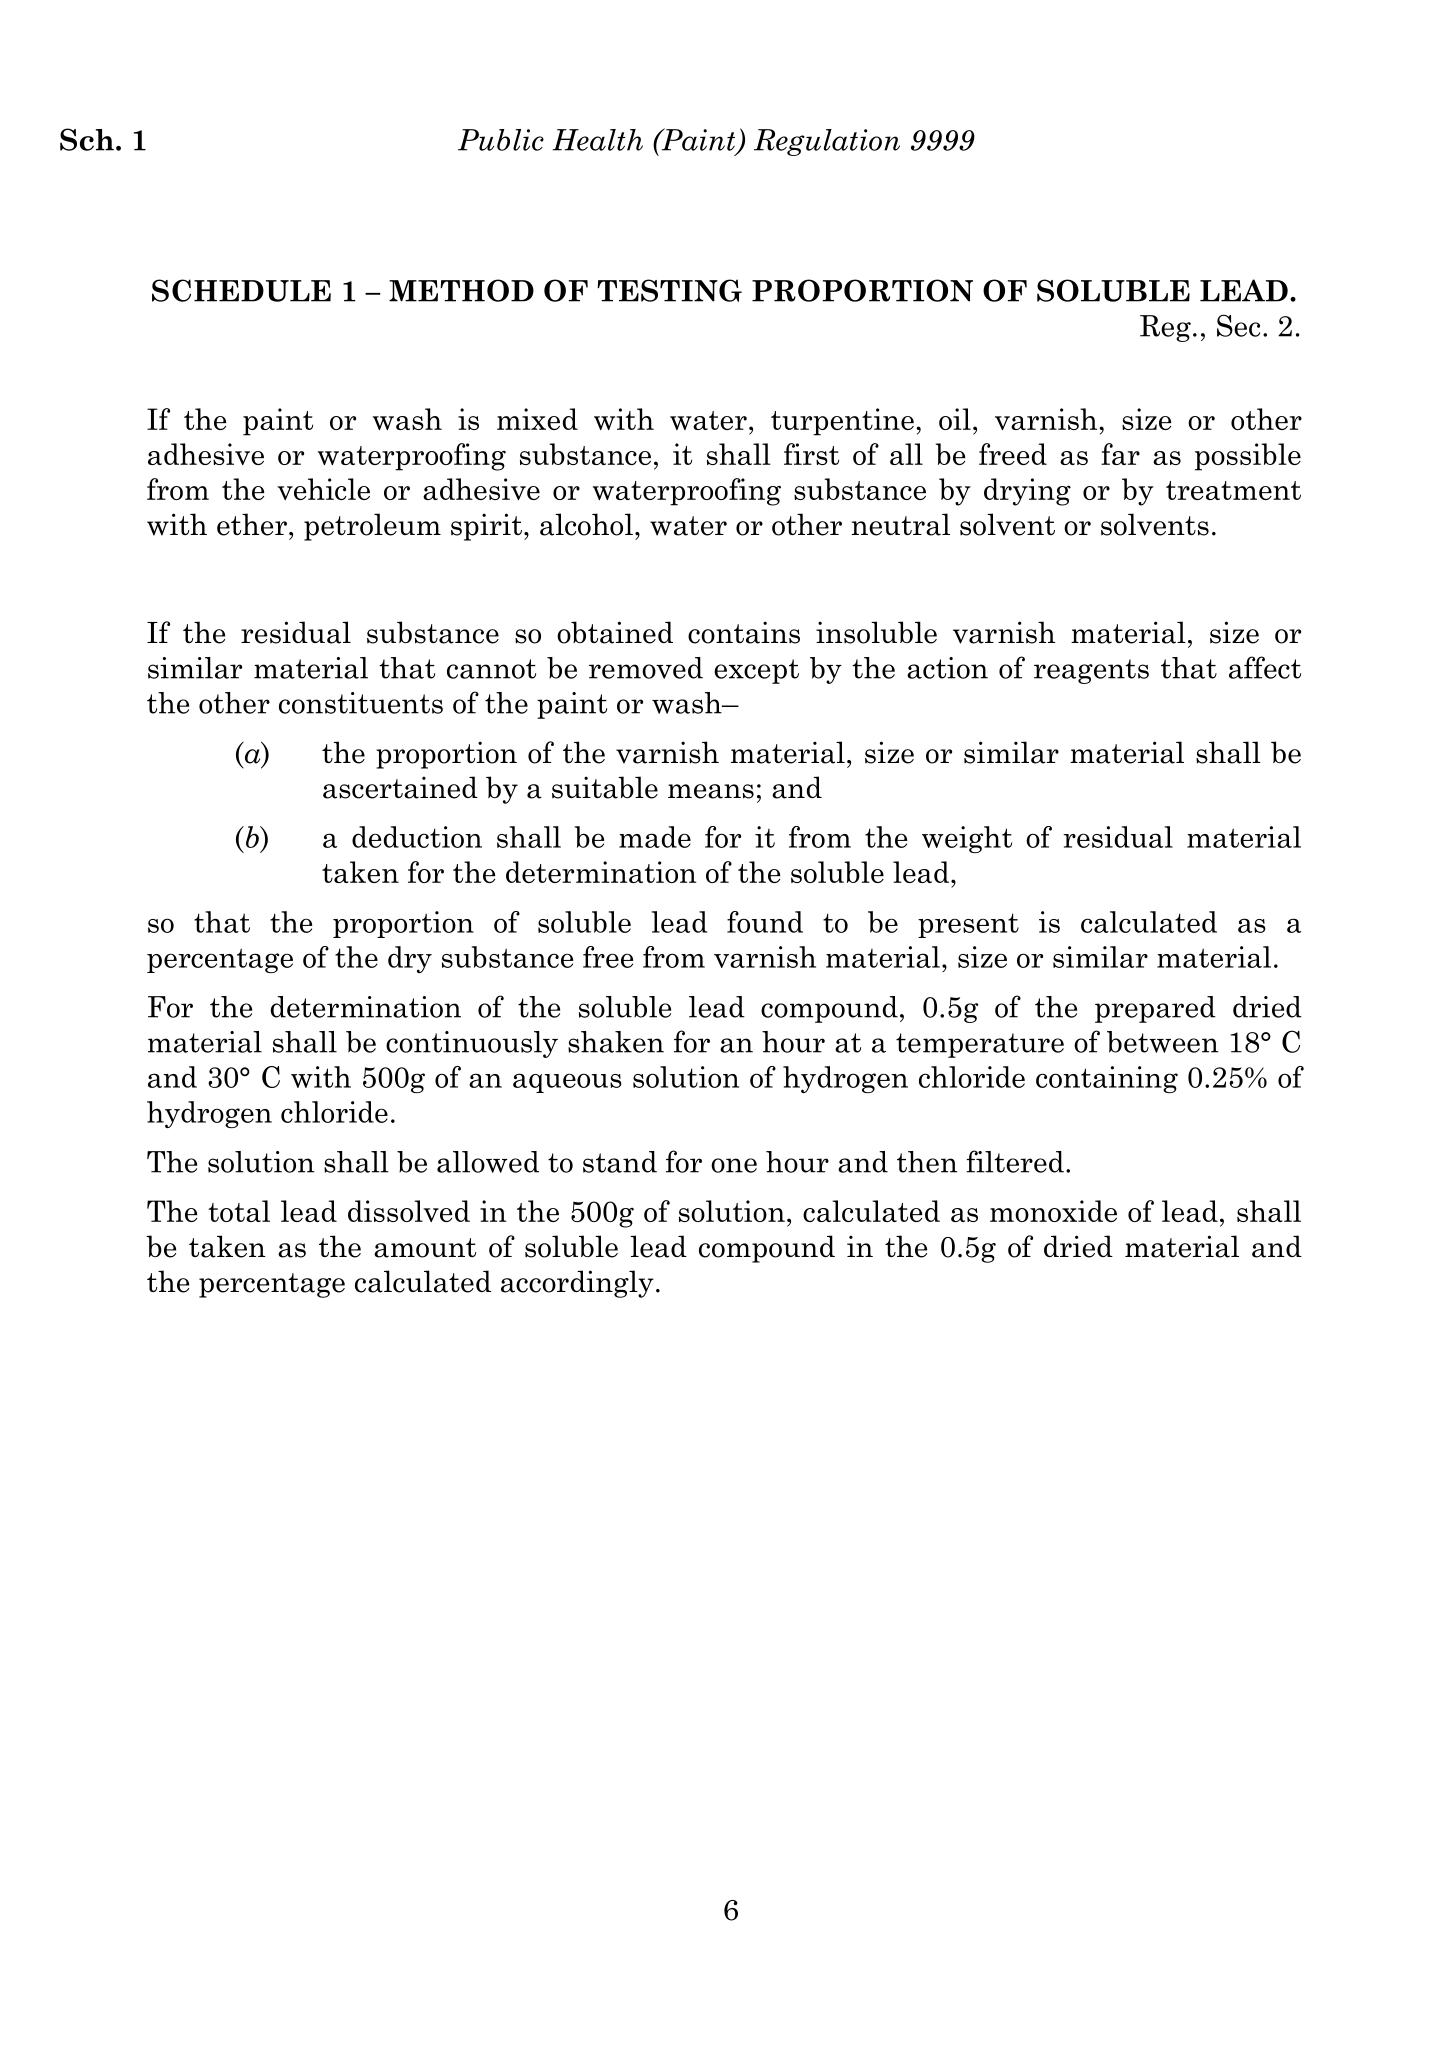 Sch. 1 Public Health (Paint) Regulation 9999
SCHEDULE 1 – METHOD OF TESTING PROPORTION OF SOLUBLE LEAD.
Reg., Sec. 2.
If the paint or wash is mixed with water, turpentine, oil, varnish, size or other
adhesive or waterproofing substance, it shall first of all be freed as far as possible
from the vehicle or adhesive or waterproofing substance by drying or by treatment
with ether, petroleum spirit, alcohol, water or other neutral solvent or solvents.
If the residual substance so obtained contains insoluble varnish material, size or
similar material that cannot be removed except by the action of reagents that affect
the other constituents of the paint or wash–
(a) the proportion of the varnish material, size or similar material shall be
ascertained by a suitable means; and
(b) a deduction shall be made for it from the weight of residual material
taken for the determination of the soluble lead,
so that the proportion of soluble lead found to be present is calculated as a
percentage of the dry substance free from varnish material, size or similar material.
For the determination of the soluble lead compound, 0.5g of the prepared dried
material shall be continuously shaken for an hour at a temperature of between 18° C
and 30° C with 500g of an aqueous solution of hydrogen chloride containing 0.25% of
hydrogen chloride.
The solution shall be allowed to stand for one hour and then filtered.
The total lead dissolved in the 500g of solution, calculated as monoxide of lead, shall
be taken as the amount of soluble lead compound in the 0.5g of dried material and
the percentage calculated accordingly.
6